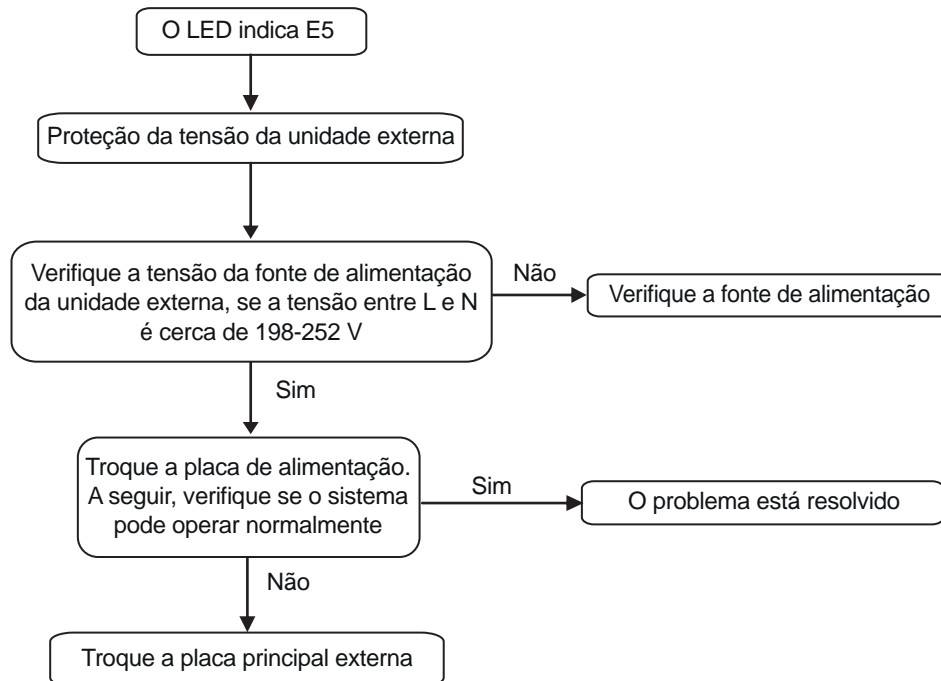 O LED indica E5
Proteção da tensão da unidade externa
Verifique a tensão da fonte de alimentação
da unidade externa, se a tensão entre L e N
é cerca de 198-252 V
Não
Verifique a fonte de alimentação
Sim
Troque a placa de alimentação.
A seguir, verifique se o sistema
pode operar normalmente
Sim
O problema está resolvido
Não
Troque a placa principal externa